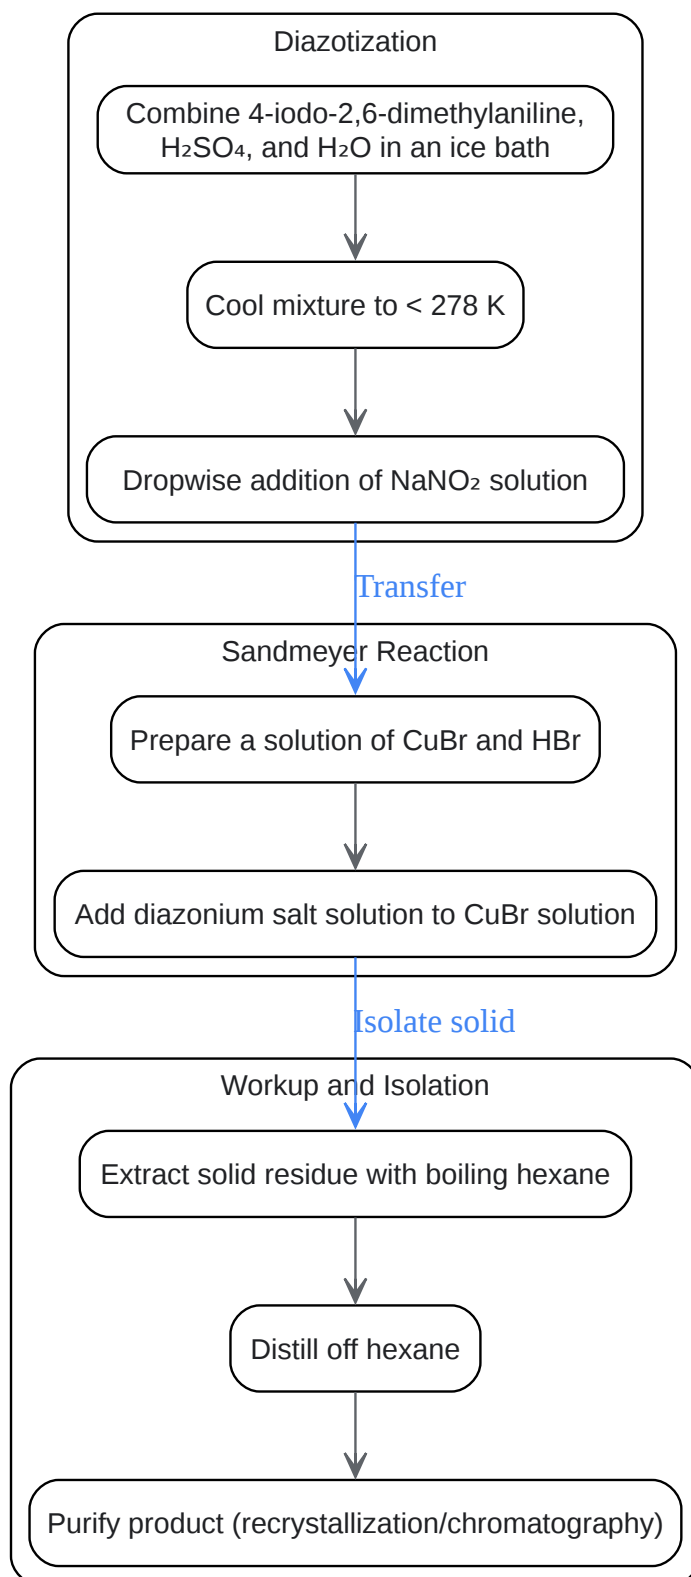 Diazotization
Combine 4-iodo-2,6-dimethylaniline,
H₂SO₄, and H₂O in an ice bath
Cool mixture to < 278 K
Dropwise addition of NaNO₂ solution
Transfer
Sandmeyer Reaction
Prepare a solution of CuBr and HBr
Add diazonium salt solution to CuBr solution
Isolate solid
Workup and Isolation
Extract solid residue with boiling hexane
Distill off hexane
Purify product (recrystallization/chromatography)